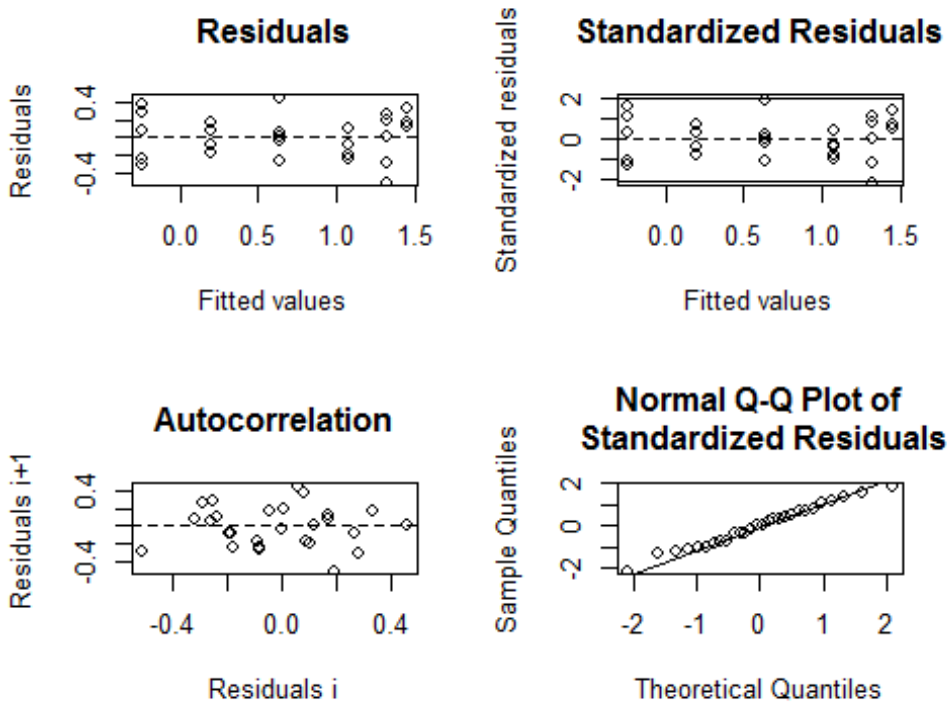 Residuals
Residuals
0.4
-0.4
0.0 0.5 1.0 1.5
Fitted values
Standardized Residuals
Standardized residuals
2
0
-2
0.0 0.5 1.0 1.5
Fitted values
Autocorrelation
Residuals i+1
0.4
-0.4
-0.4 0.0 0.4
Residuals i
Normal Q-Q Plot of
Standardized Residuals
Sample Quantiles
2
0
-2
-2 -1 0 1 2
Theoretical Quantiles